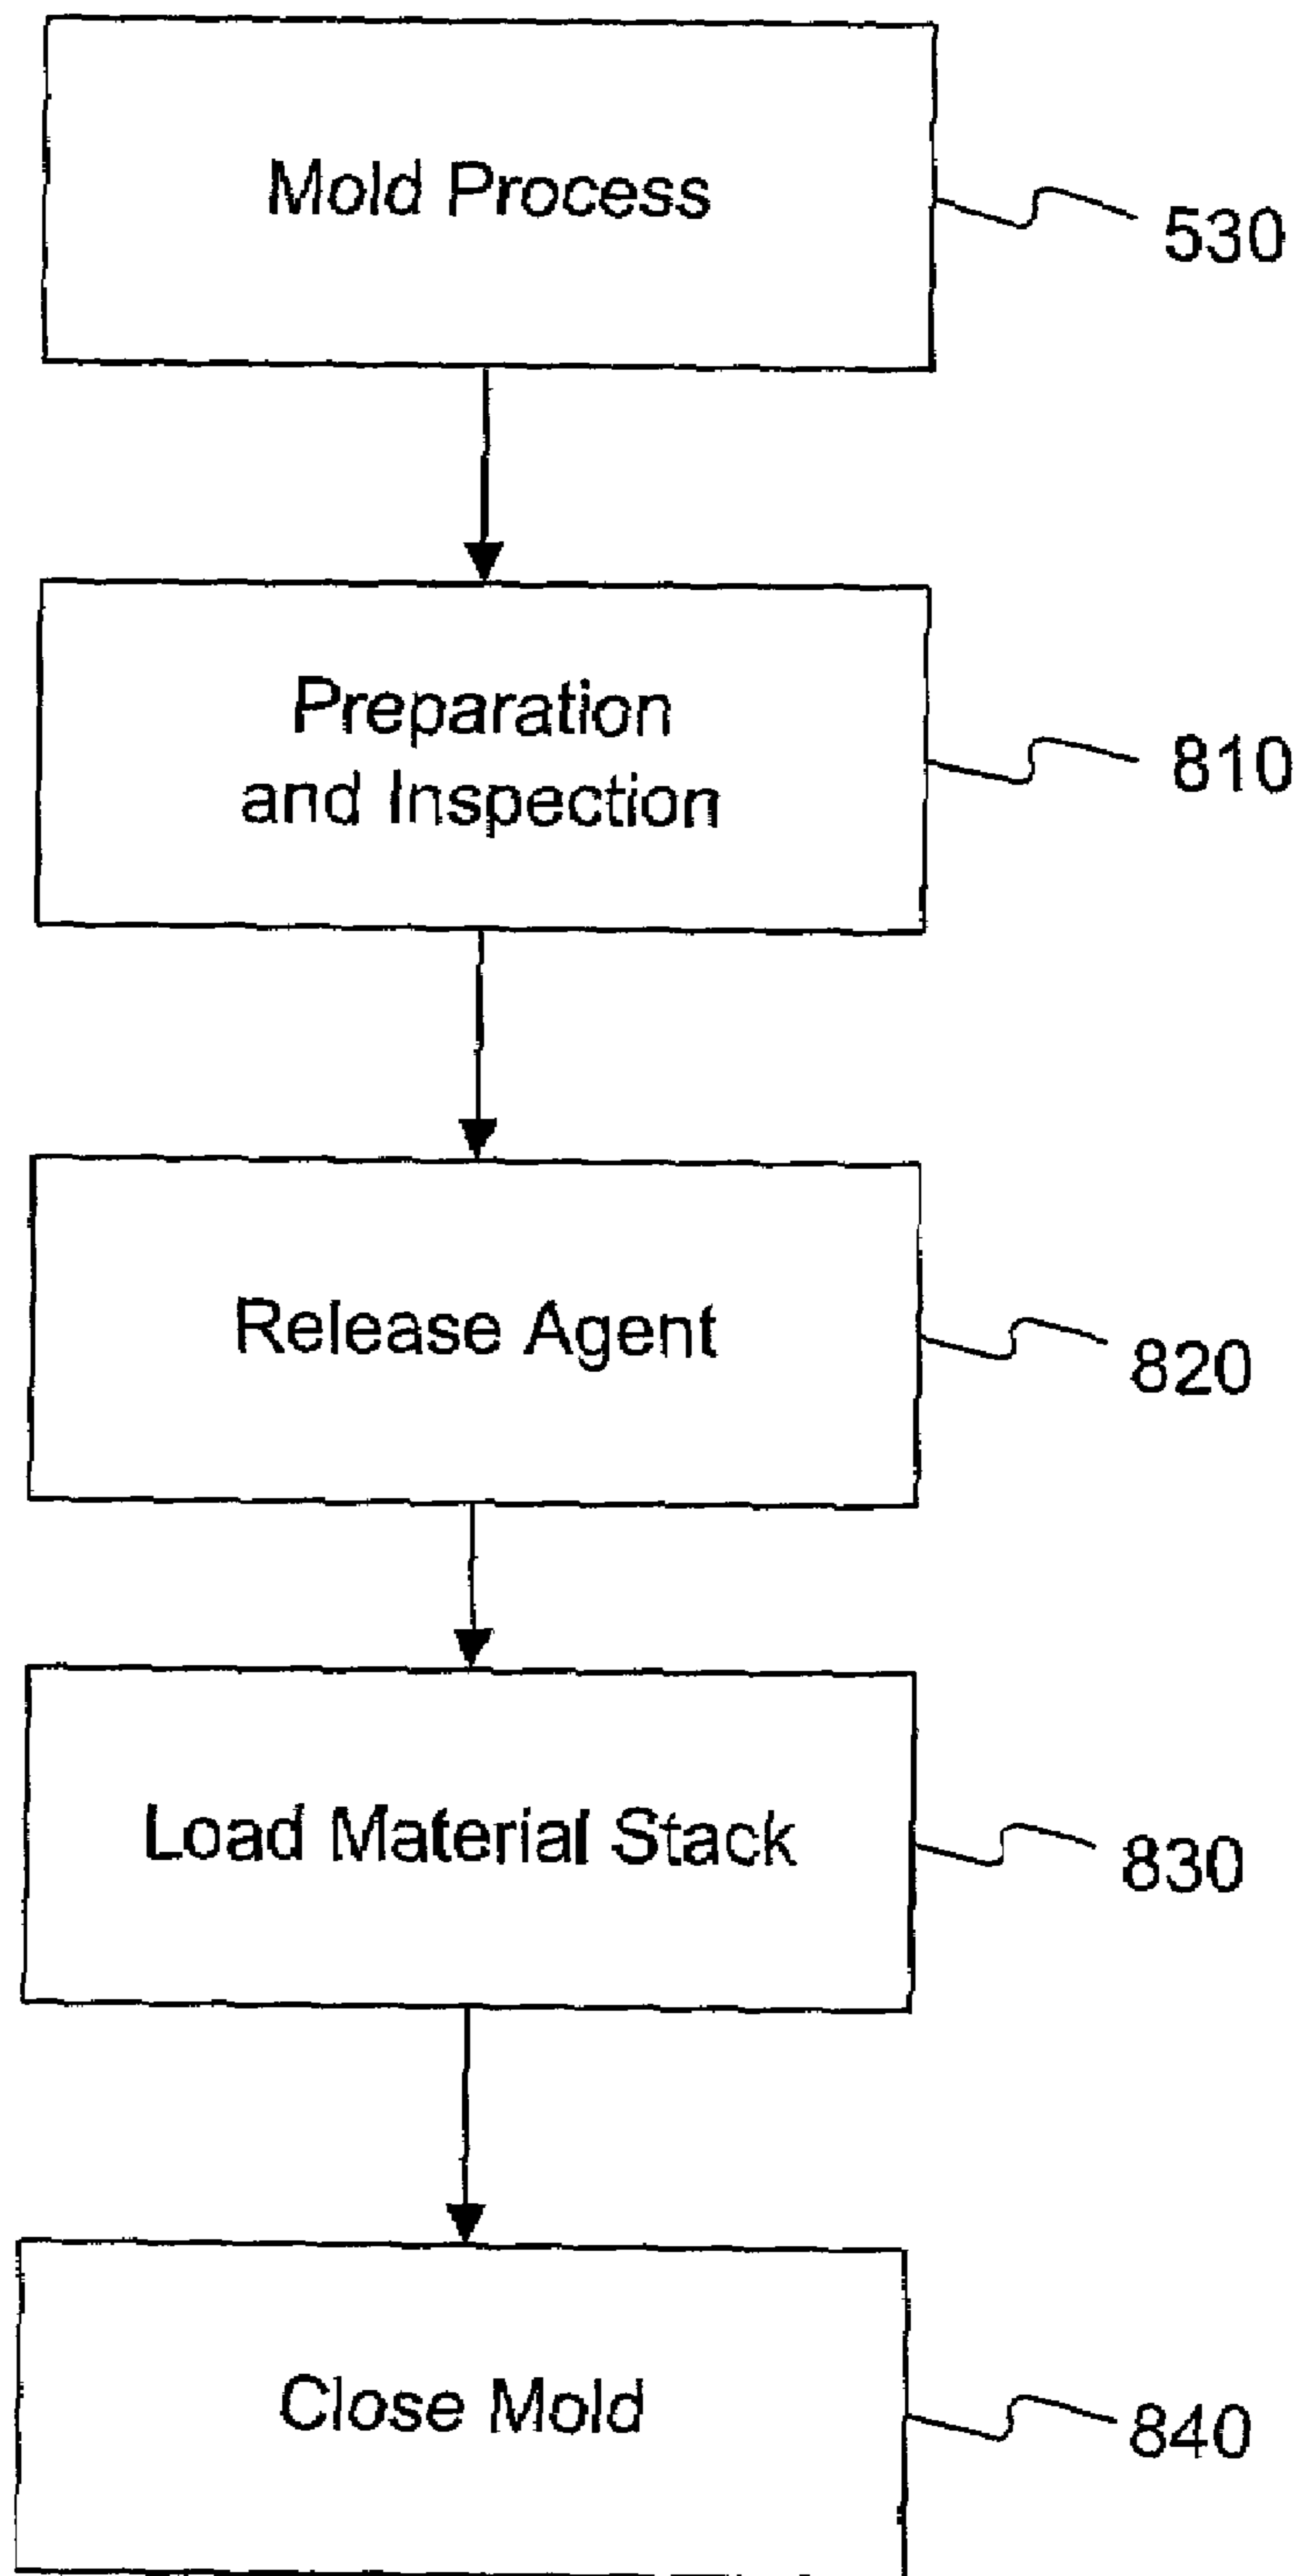 Mold Process
530
Preparation
and Inspection
810
Release Agent
820
Load Material Stack
830
Close Mold
840